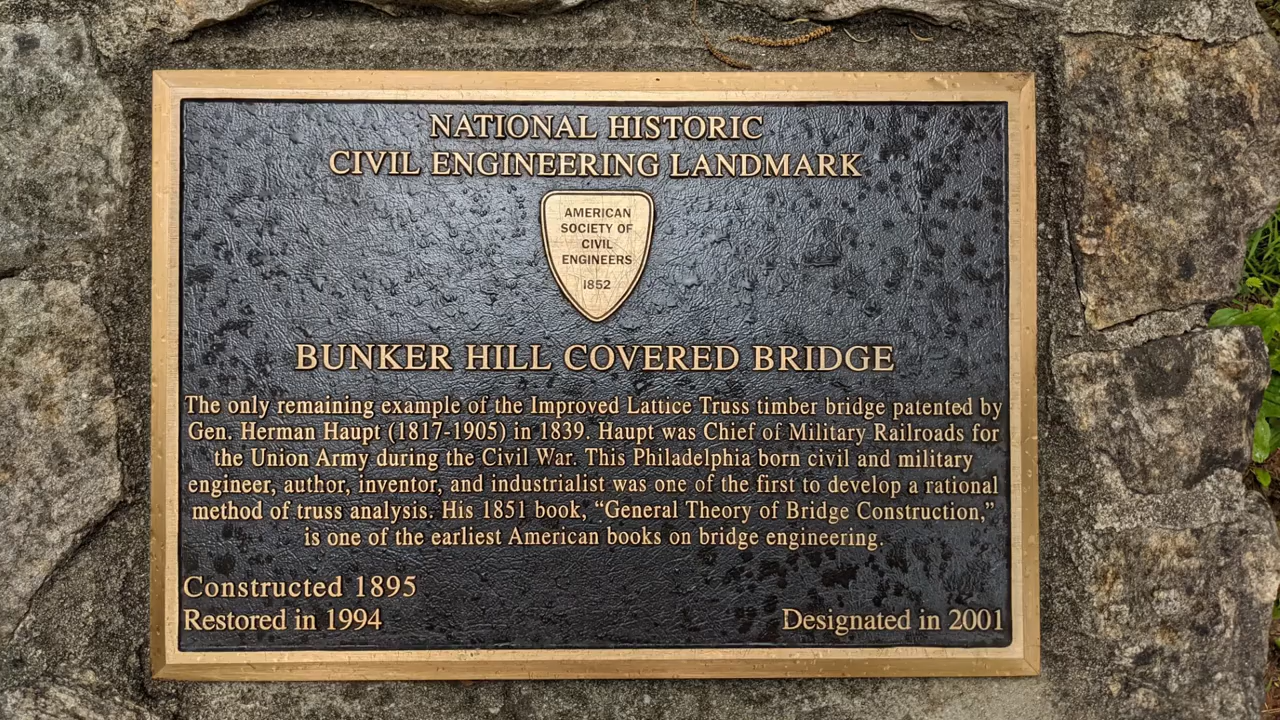 NATIONAL HISTORIC
CIVIL ENGINEERING LANDMARK
AMERICAN
SOCIETY OF
CIVIL
ENGINEERS
1852
BUNKER HILL COVERED BRIDGE
The only remaining example of the Improved Lattice Truss timber bridge patented by
Gen. Herman Haupt (1817-1905) in 1839. Haupt was Chief of Military Railroads for
the Union Army during the Civil War. This Philadelphia born civil and military
engineer, author, inventor, and industrialist was one of the first to develop a rational
method of truss analysis. His 1851 book, “General Theory of Bridge Construction,”
is one of the earliest American books on bridge engineering.
Constructed 1895
Restored in 1994
Designated in 2001